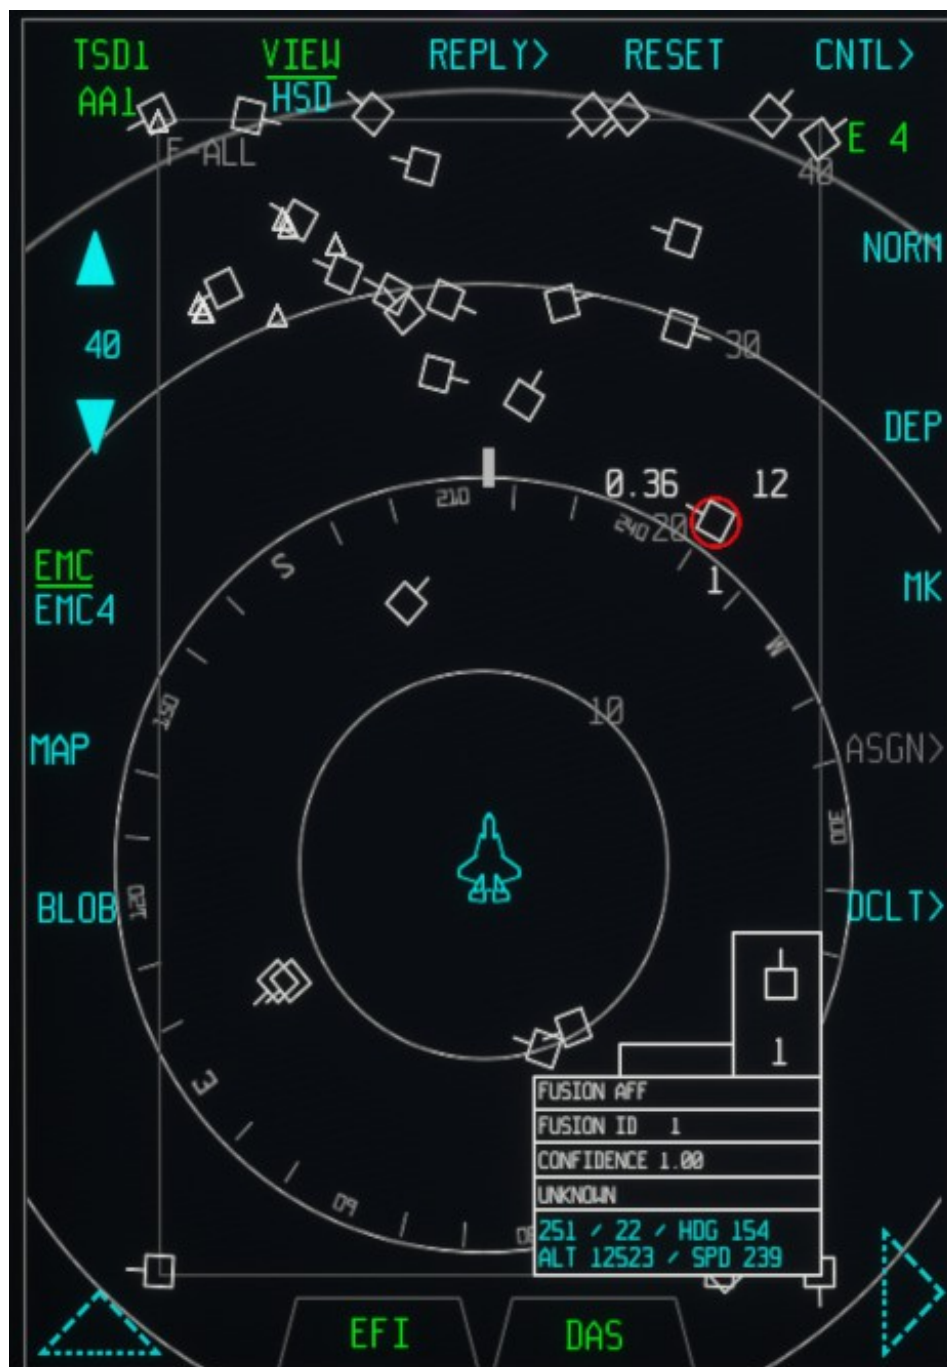 TSD1 VIEW REPLY> RESET CNTL>
AA1 HSD
E 4
F-ALL
40
NORM
40
30
DEP
0.36 12
210
240
20
1
S
W
EMC
EMC4
MK
150
10
MAP
ASGN>
300
120
BLOB
DCLT>
1
E
FUSION AFF
FUSION ID 1
CONFIDENCE 1.00
UNKNOWN
60
251 / 22 / HDG 154
ALT 12523 / SPD 239
EFI DAS